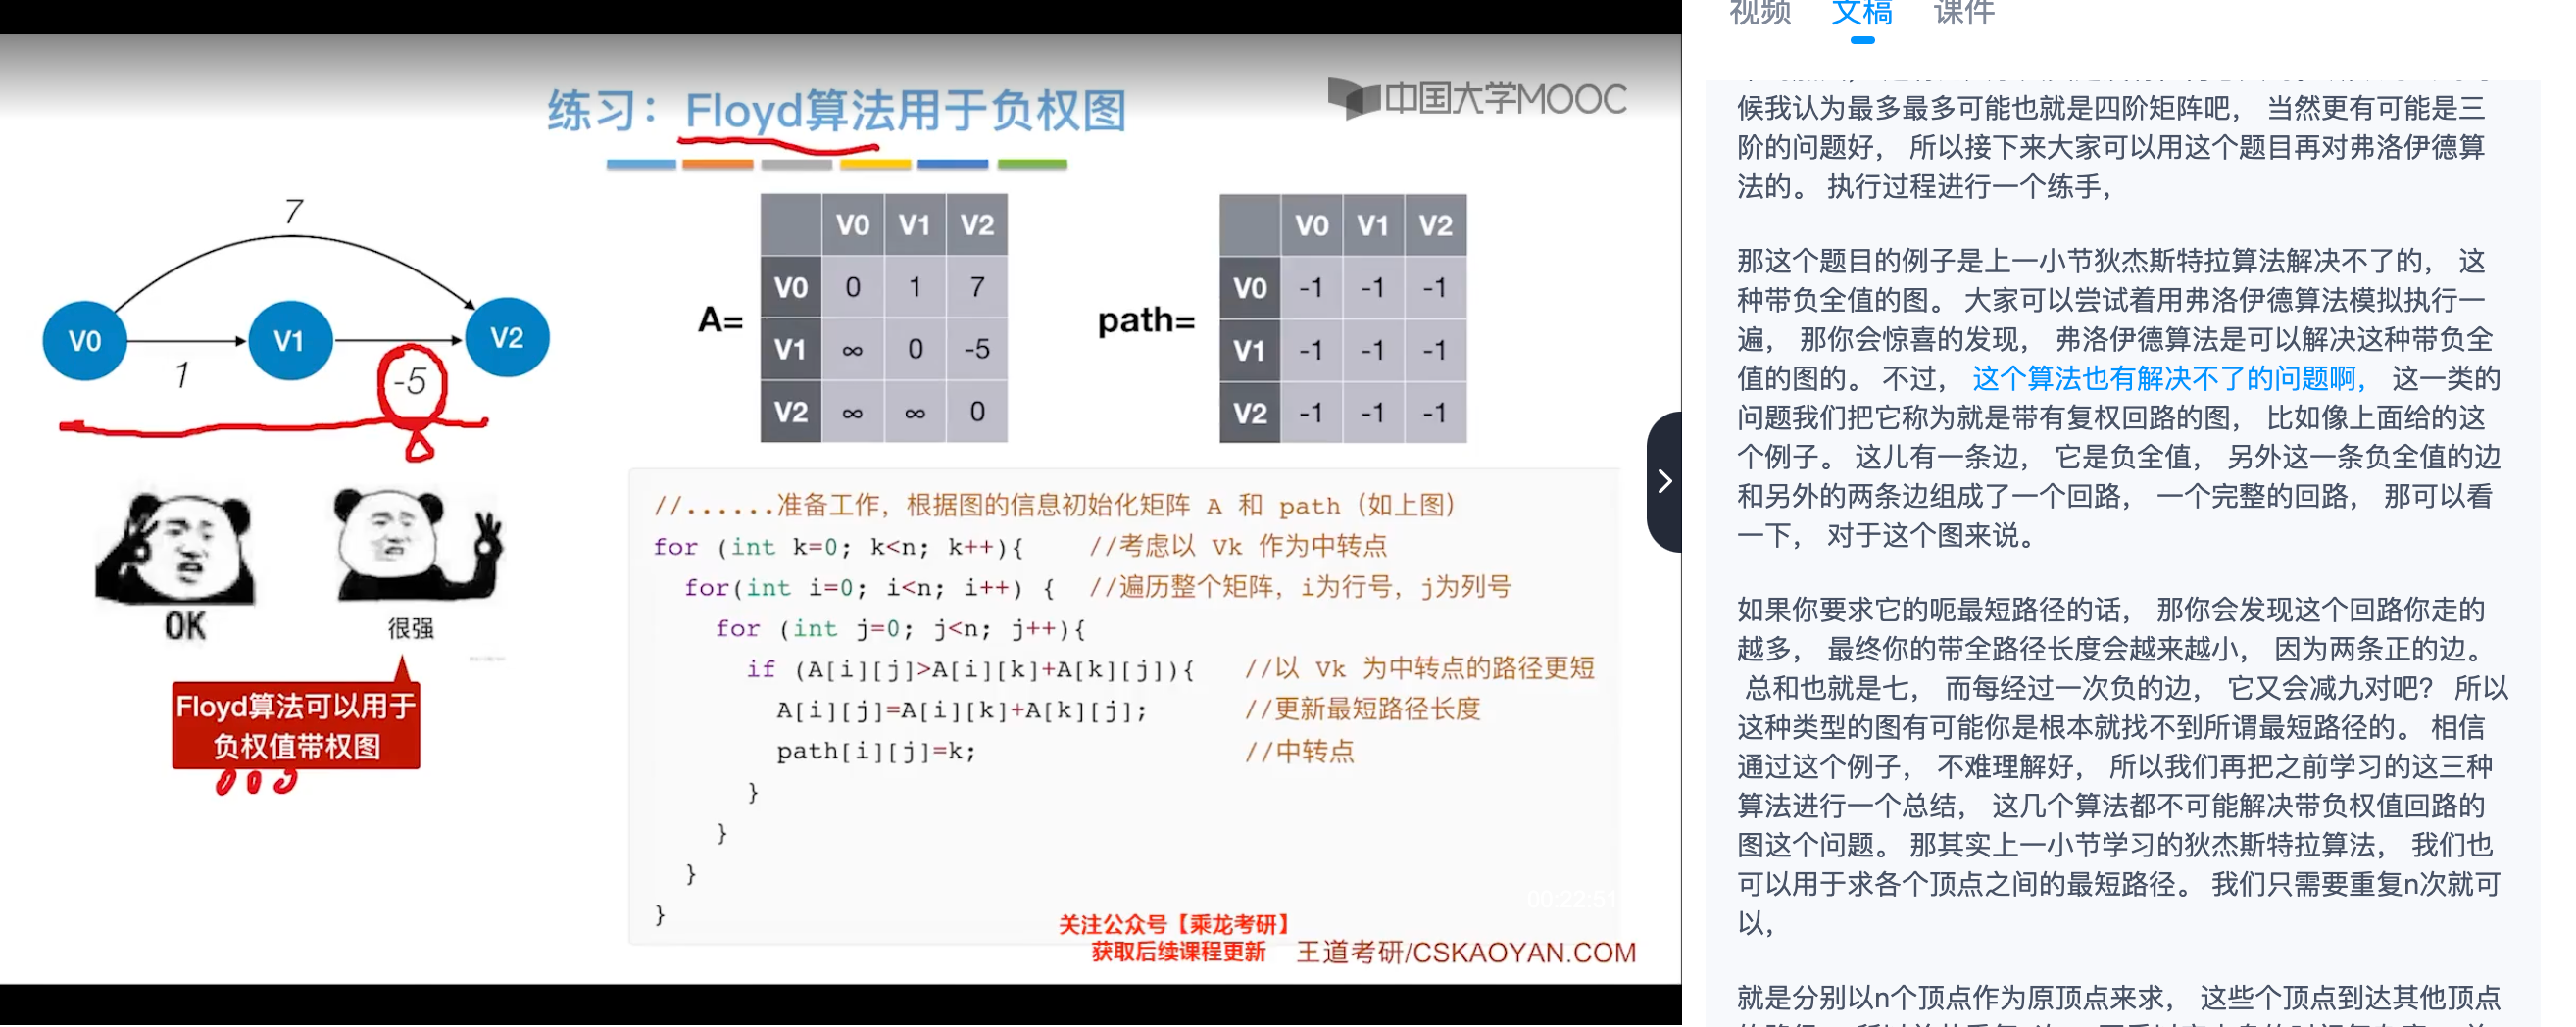 练习：Floyd算法用于负权图
中国大学MOOC
7
V0
V1
V2
1
-5
A=
V0 V1 V2
V0 0 1 7
V1 ∞ 0 -5
V2 ∞ ∞ 0
path=
V0 V1 V2
V0 -1 -1 -1
V1 -1 -1 -1
V2 -1 -1 -1
OK
很强
Floyd算法可以用于
负权值带权图
//......准备工作，根据图的信息初始化矩阵 A 和 path（如上图）
for (int k=0; k<n; k++){ //考虑以 Vk 作为中转点
for(int i=0; i<n; i++) { //遍历整个矩阵，i为行号，j为列号
for (int j=0; j<n; j++){
if (A[i][j]>A[i][k]+A[k][j]){ //以 Vk 为中转点的路径更短
A[i][j]=A[i][k]+A[k][j]; //更新最短路径长度
path[i][j]=k; //中转点
}
}
}
}
00:22:51
关注公众号【乘龙考研】
获取后续课程更新
王道考研/CSKAOYAN.COM
视频 文稿 课件
候我认为最多最多可能也就是四阶矩阵吧， 当然更有可能是三
阶的问题好， 所以接下来大家可以用这个题目再对弗洛伊德算
法的。 执行过程进行一个练手，
那这个题目的例子是上一小节狄杰斯特拉算法解决不了的， 这
种带负全值的图。 大家可以尝试着用弗洛伊德算法模拟执行一
遍， 那你会惊喜的发现， 弗洛伊德算法是可以解决这种带负全
值的图的。 不过， 这个算法也有解决不了的问题啊， 这一类的
问题我们把它称为就是带有复权回路的图， 比如像上面给的这
个例子。 这儿有一条边， 它是负全值， 另外这一条负全值的边
和另外的两条边组成了一个回路， 一个完整的回路， 那可以看
一下， 对于这个图来说。
如果你要求它的呃最短路径的话， 那你会发现这个回路你走的
越多， 最终你的带全路径长度会越来越小， 因为两条正的边。
总和也就是七， 而每经过一次负的边， 它又会减九对吧？ 所以
这种类型的图有可能你是根本就找不到所谓最短路径的。 相信
通过这个例子， 不难理解好， 所以我们再把之前学习的这三种
算法进行一个总结， 这几个算法都不可能解决带负权值回路的
图这个问题。 那其实上一小节学习的狄杰斯特拉算法， 我们也
可以用于求各个顶点之间的最短路径。 我们只需要重复n次就可
以，
就是分别以n个顶点作为原顶点来求， 这些个顶点到达其他顶点